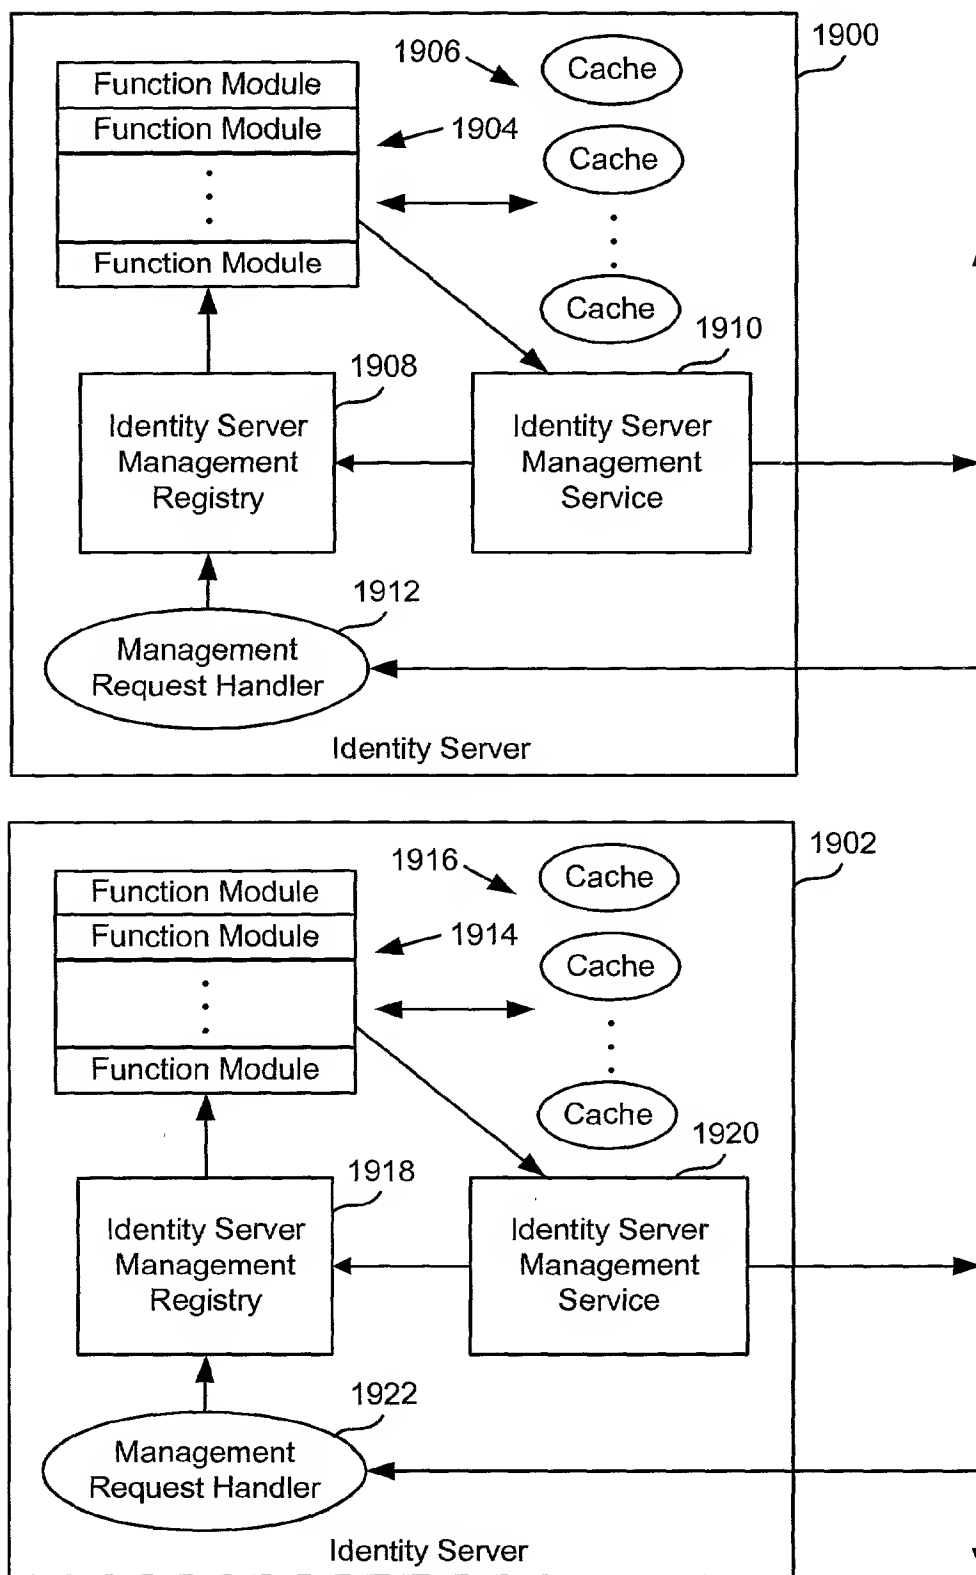 1900
1906
Cache
Function Module
Function Module
1904
Cache
Function Module
Cache
1910
1908
Identity Server
Management
Registry
Identity Server
Management
Service
1912
Management
Request Handler
Identity Server
1902
1916
Cache
Function Module
Function Module
1914
Cache
Function Module
Cache
1920
1918
Identity Server
Management
Registry
Identity Server
Management
Service
1922
Management
Request Handler
Identity Server